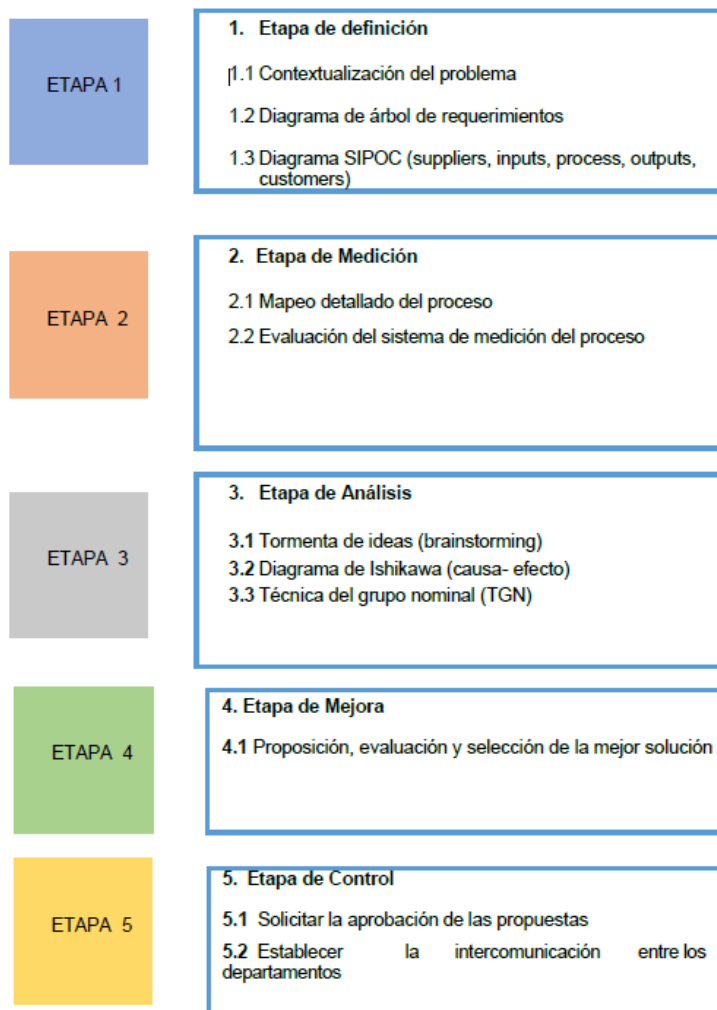 ETAPA 1
1. Etapa de definición
1.1 Contextualización del problema
1.2 Diagrama de árbol de requerimientos
1.3 Diagrama SIPOC (suppliers, inputs, process, outputs,
customers)
ETAPA 2
2. Etapa de Medición
2.1 Mapeo detallado del proceso
2.2 Evaluación del sistema de medición del proceso
ETAPA 3
3. Etapa de Análisis
3.1 Tormenta de ideas (brainstorming)
3.2 Diagrama de Ishikawa (causa- efecto)
3.3 Técnica del grupo nominal (TGN)
ETAPA 4
4. Etapa de Mejora
4.1 Proposición, evaluación y selección de la mejor solución
ETAPA 5
5. Etapa de Control
5.1 Solicitar la aprobación de las propuestas
5.2 Establecer la intercomunicación entre los
departamentos